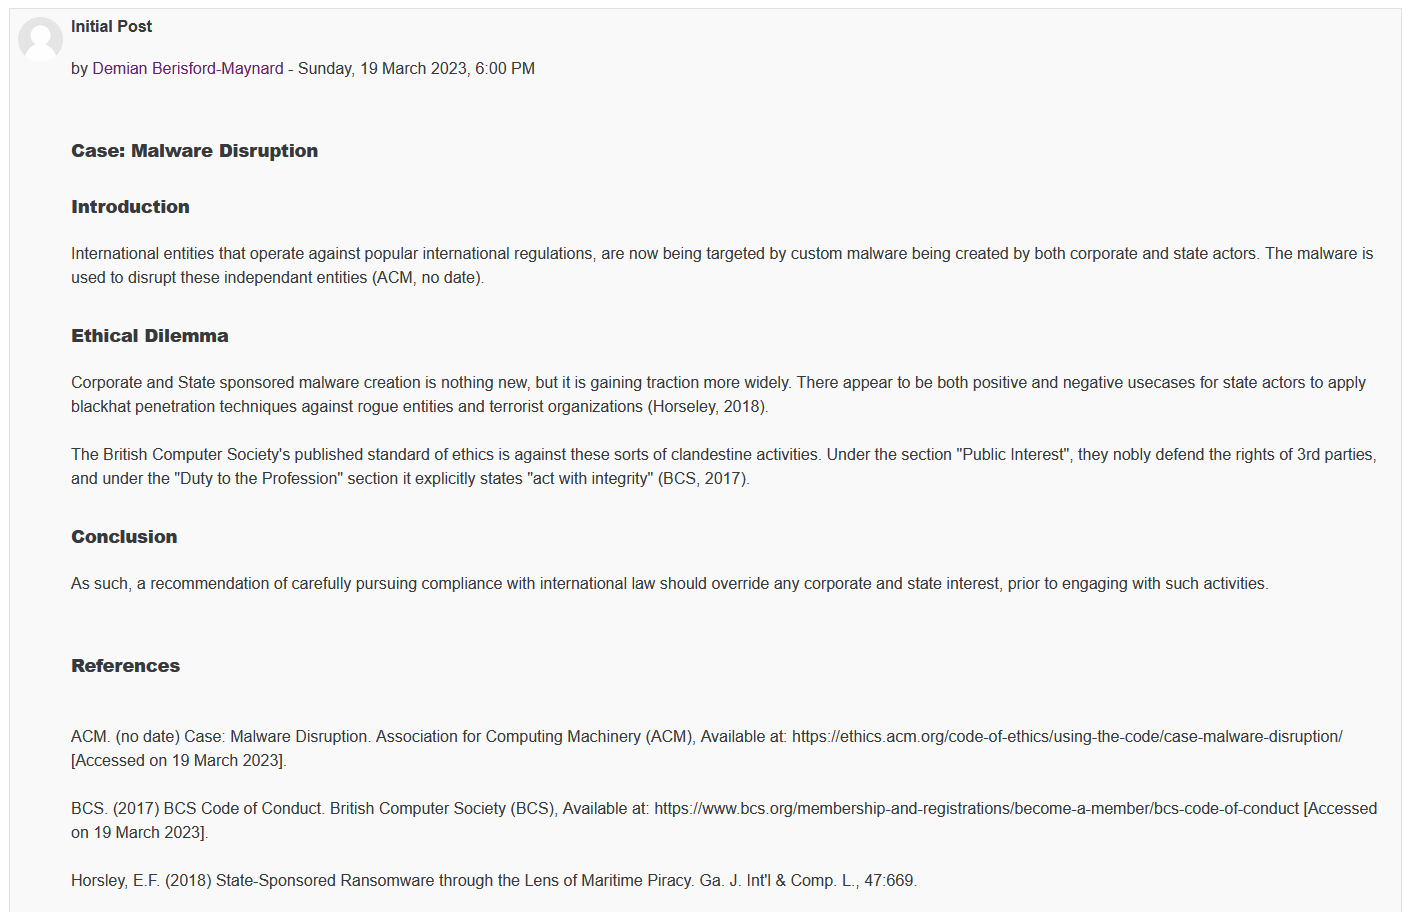 Initial Post
by Demian Berisford-Maynard - Sunday, 19 March 2023, 6:00 PM
Case: Malware Disruption
Introduction
International entities that operate against popular international regulations, are now being targeted by custom malware being created by both corporate and state actors. The malware is
used to disrupt these independant entities (ACM, no date).
Ethical Dilemma
Corporate and State sponsored malware creation is nothing new, but it is gaining traction more widely. There appear to be both positive and negative usecases for state actors to apply
blackhat penetration techniques against rogue entities and terrorist organizations (Horseley, 2018).
The British Computer Society's published standard of ethics is against these sorts of clandestine activities. Under the section "Public Interest", they nobly defend the rights of 3rd parties,
and under the "Duty to the Profession" section it explicitly states "act with integrity" (BCS, 2017).
Conclusion
As such, a recommendation of carefully pursuing compliance with international law should override any corporate and state interest, prior to engaging with such activities.
References
ACM. (no date) Case: Malware Disruption. Association for Computing Machinery (ACM), Available at: https://ethics.acm.org/code-of-ethics/using-the-code/case-malware-disruption/
[Accessed on 19 March 2023].
BCS. (2017) BCS Code of Conduct. British Computer Society (BCS), Available at: https://www.bcs.org/membership-and-registrations/become-a-member/bcs-code-of-conduct [Accessed
on 19 March 2023].
Horsley, E.F. (2018) State-Sponsored Ransomware through the Lens of Maritime Piracy. Ga. J. Int'l & Comp. L., 47:669.